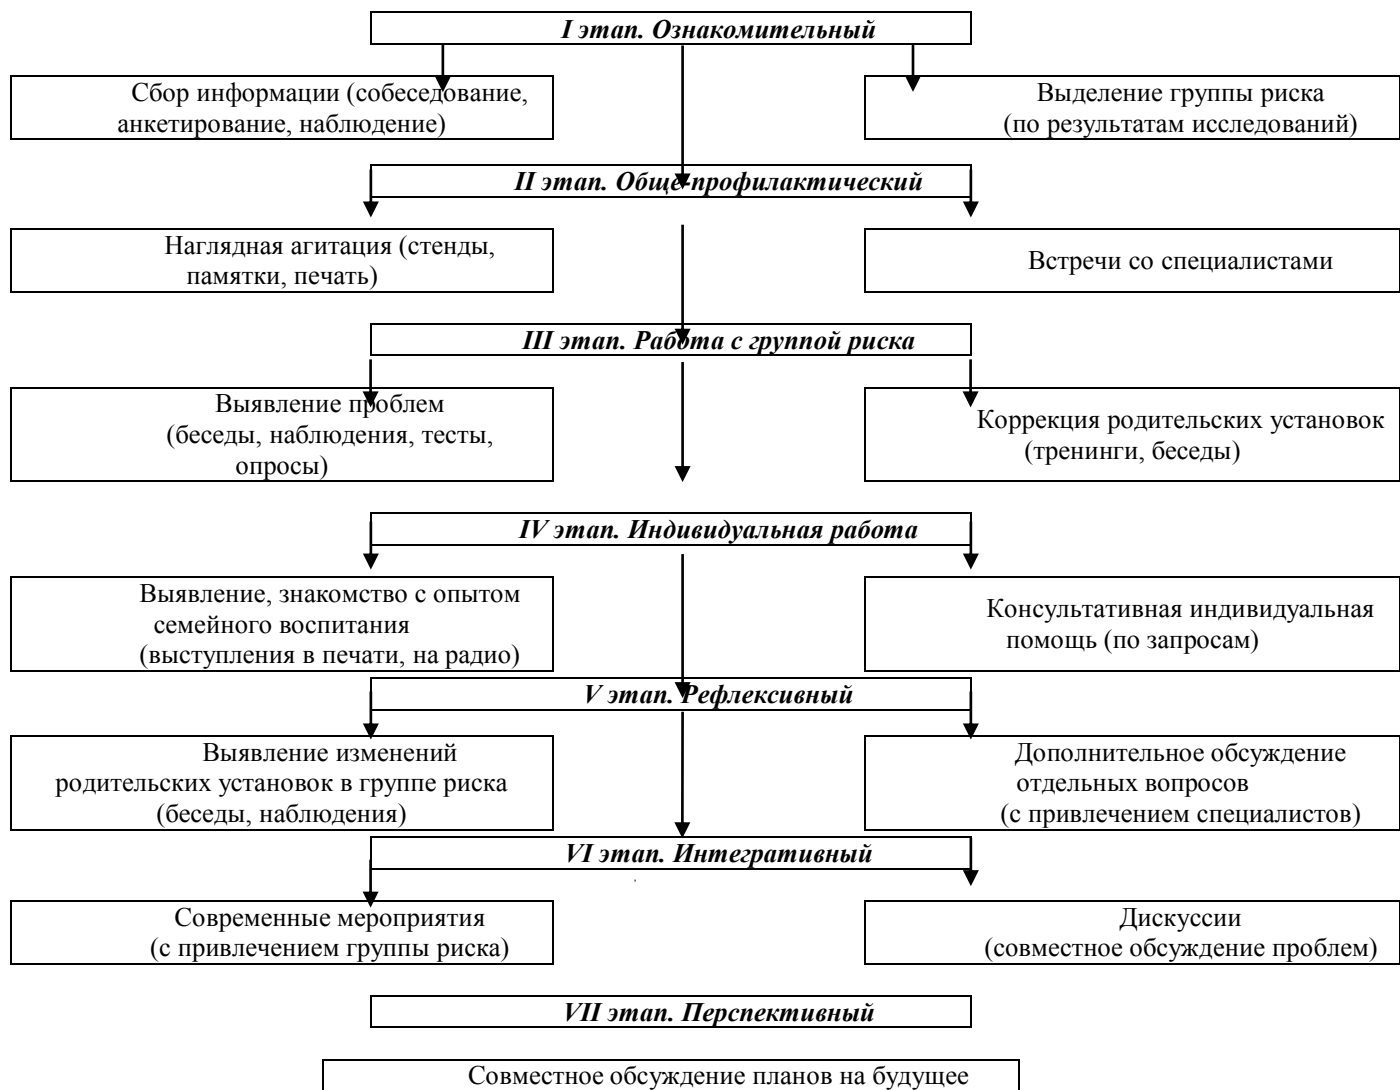 I этап. Ознакомительный
Сбор информации (собеседование,
анкетирование, наблюдение)
Выделение группы риска
(по результатам исследований)
II этап. Обще-профилактический
Наглядная агитация (стенды,
памятки, печать)
Встречи со специалистами
III этап. Работа с группой риска
Выявление проблем
(беседы, наблюдения, тесты,
опросы)
Коррекция родительских установок
(тренинги, беседы)
IV этап. Индивидуальная работа
Выявление, знакомство с опытом
семейного воспитания
(выступления в печати, на радио)
Консультативная индивидуальная
помощь (по запросам)
V этап. Рефлексивный
Выявление изменений
родительских установок в группе риска
(беседы, наблюдения)
Дополнительное обсуждение
отдельных вопросов
(с привлечением специалистов)
VI этап. Интегративный
Современные мероприятия
(с привлечением группы риска)
Дискуссии
(совместное обсуждение проблем)
VII этап. Перспективный
Совместное обсуждение планов на будущее